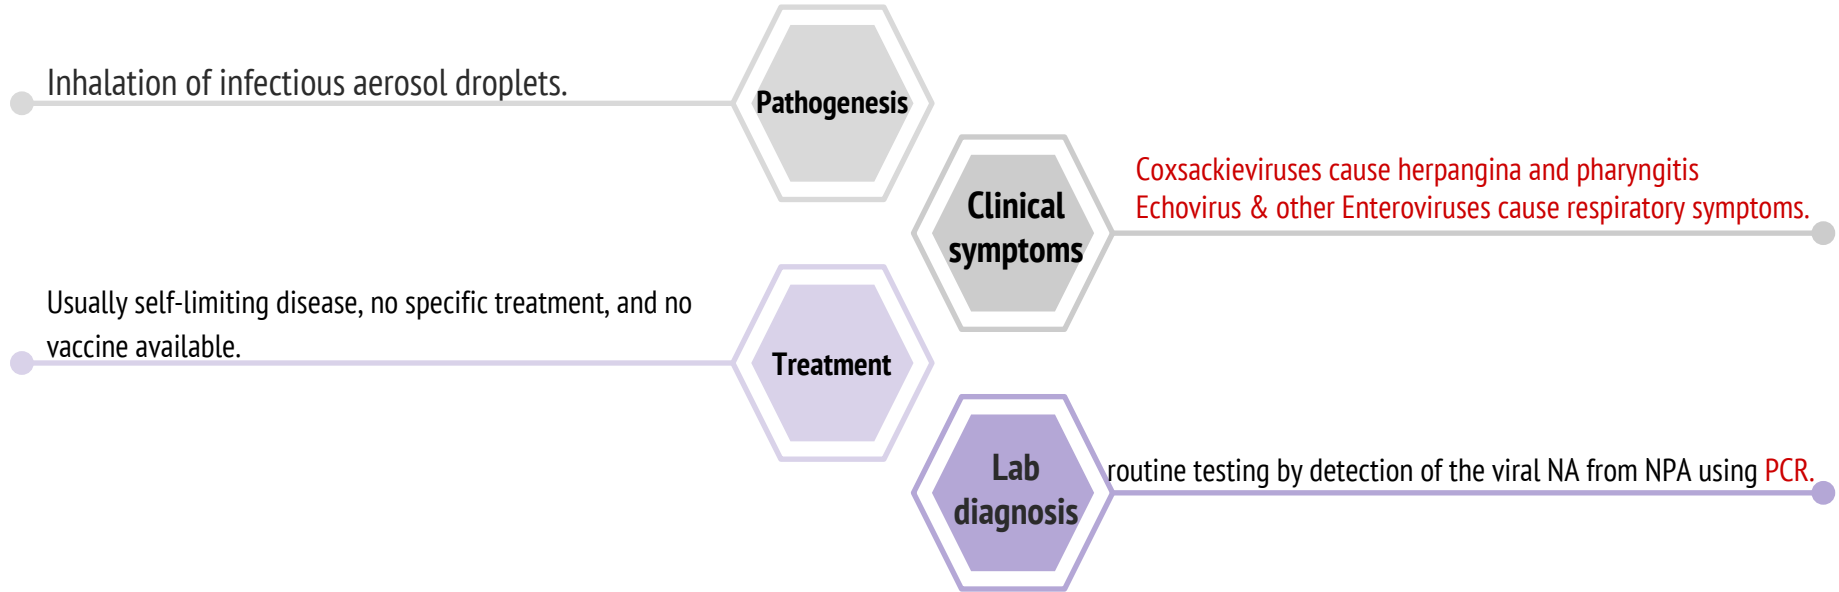 Inhalation of infectious aerosol droplets.
Pathogenesis
Clinical
symptoms
Coxsackieviruses cause herpangina and pharyngitis
Echovirus & other Enteroviruses cause respiratory symptoms.
Usually self-limiting disease, no specific treatment, and no
vaccine available.
Treatment
Lab
diagnosis
routine testing by detection of the viral NA from NPA using PCR.